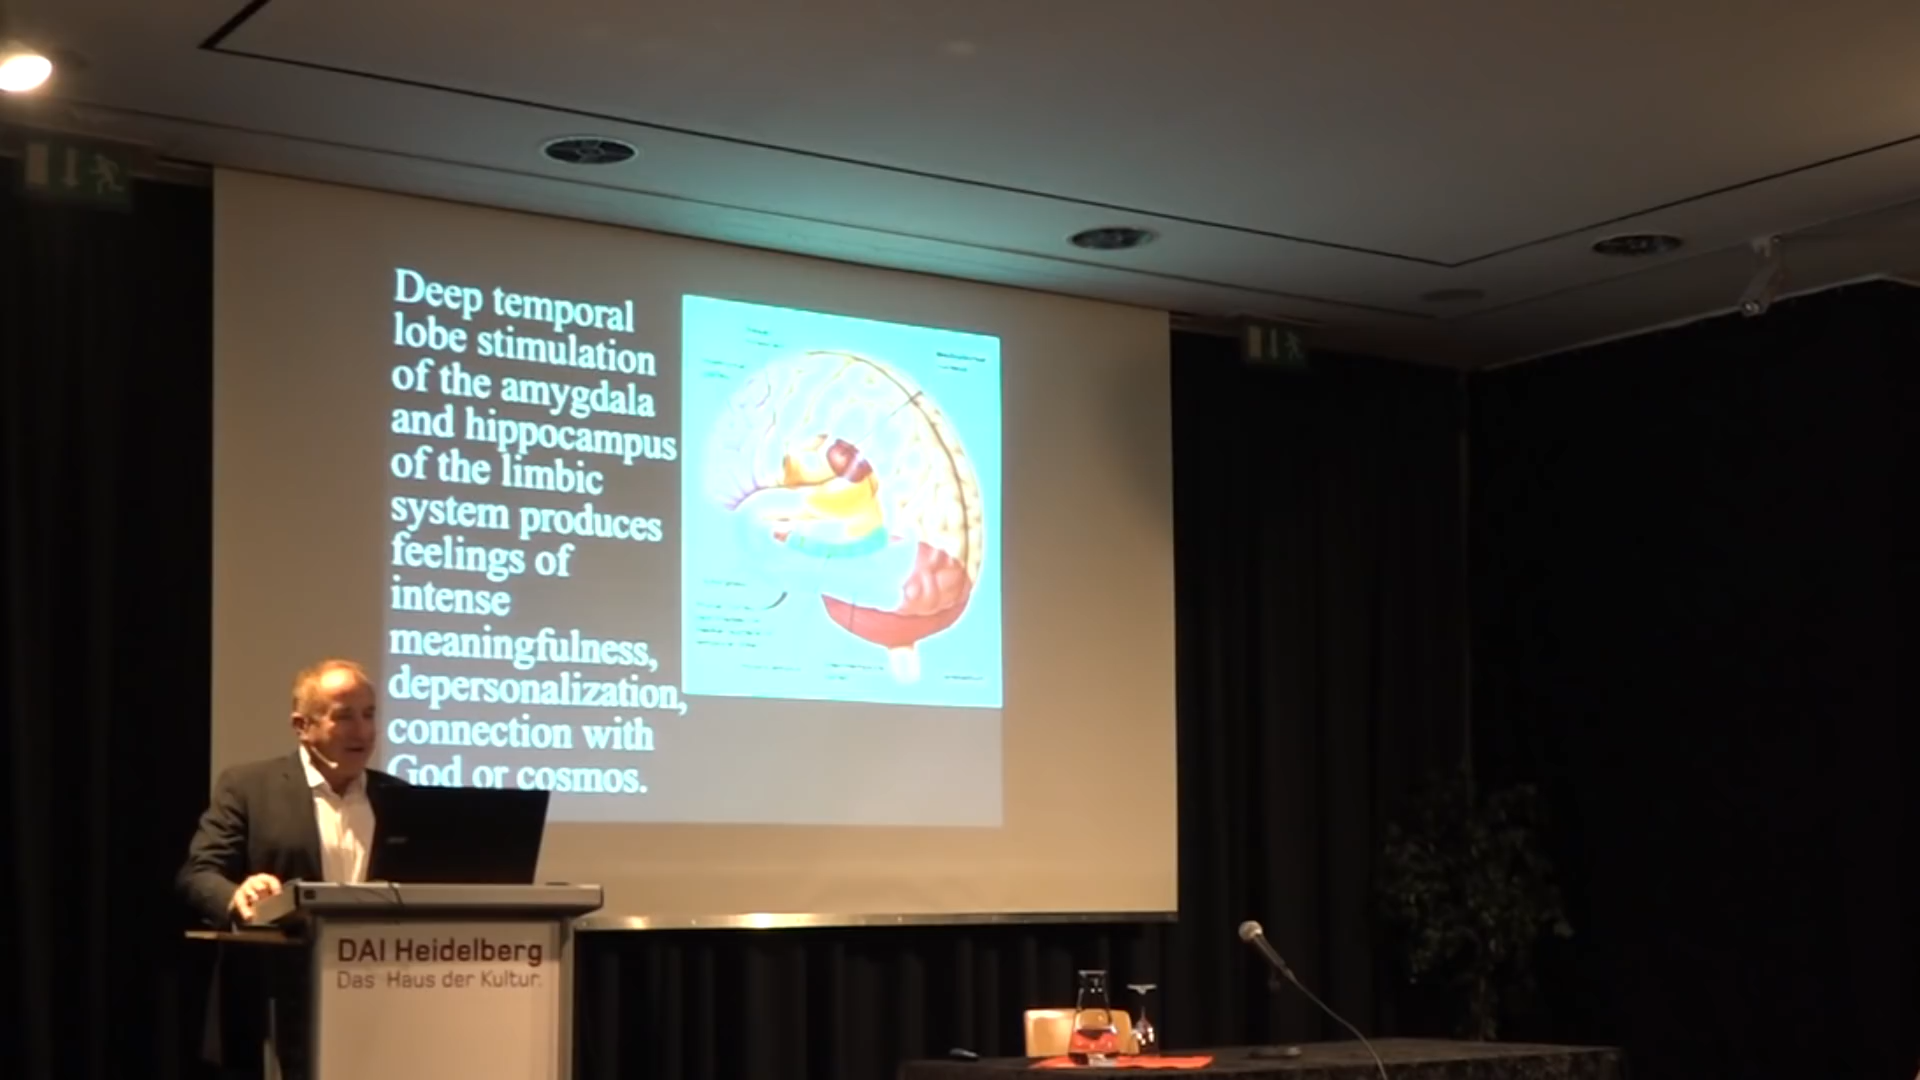 Deep temporal
lobe stimulation
of the amygdala
and hippocampus
of the limbic
system produces
feelings of
intense
meaningfulness,
depersonalization,
connection with
God or cosmos.
DAI Heidelberg
Das Haus der Kultur.